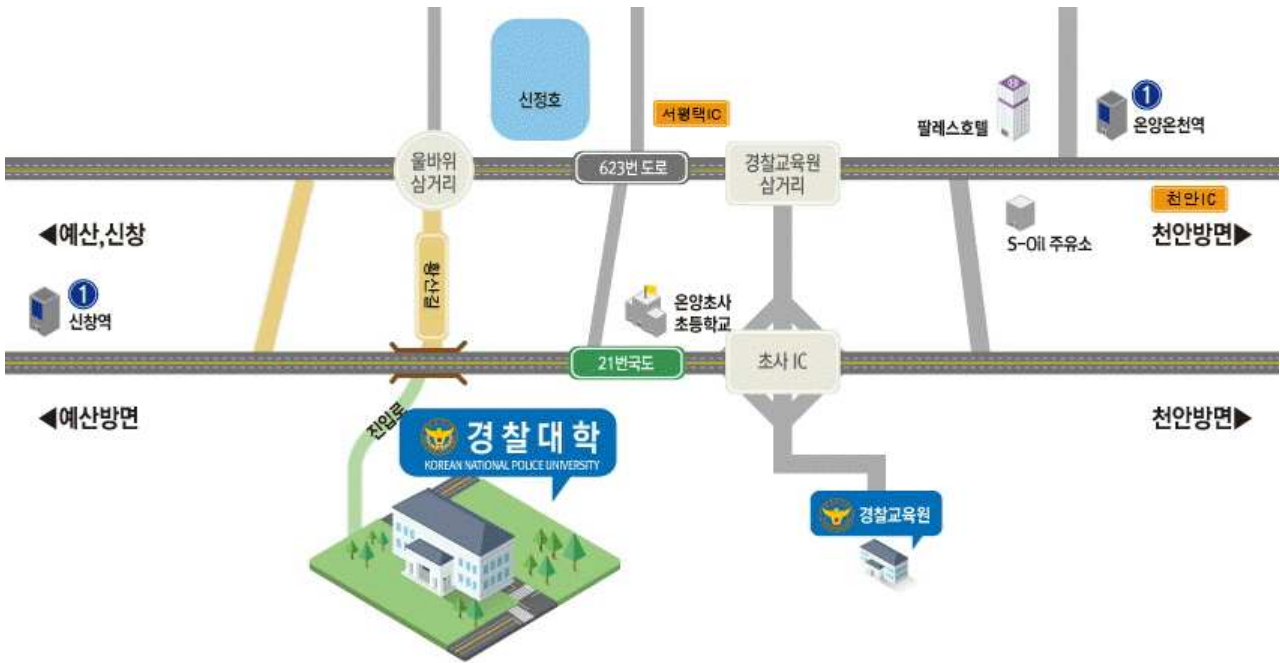 신정호
서평택IC
팔레스호텔
1
온양온천역
울바위
삼거리
623번 도로
경찰교육원
삼거리
천안IC
◀예산,신창
S-Oil 주유소
천안방면▶
황산길
1
신창역
온양초사
초등학교
21번국도
초사 IC
◀예산방면
천안방면▶
진입로
경찰대학
KOREAN NATIONAL POLICE UNIVERSITY
경찰교육원